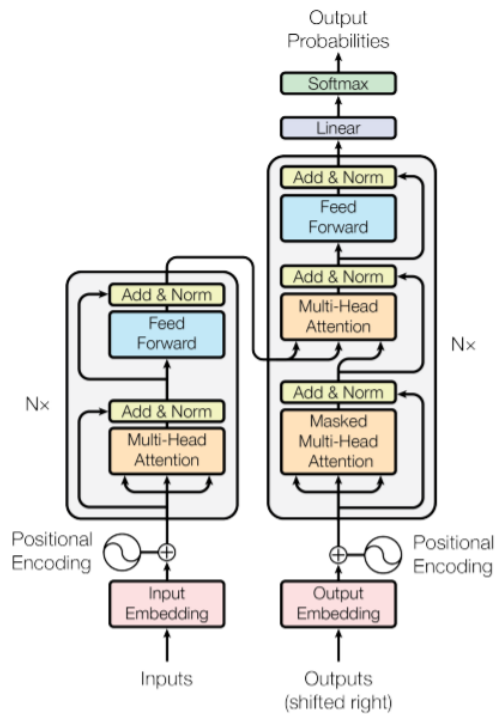 Output
Probabilities
Softmax
Linear
Add & Norm
Feed
Forward
Add & Norm
Multi-Head
Attention
Add & Norm
Masked
Multi-Head
Attention
N×
Positional
Encoding
Output
Embedding
Outputs
(shifted right)
Add & Norm
Feed
Forward
Add & Norm
Multi-Head
Attention
N×
Positional
Encoding
Input
Embedding
Inputs